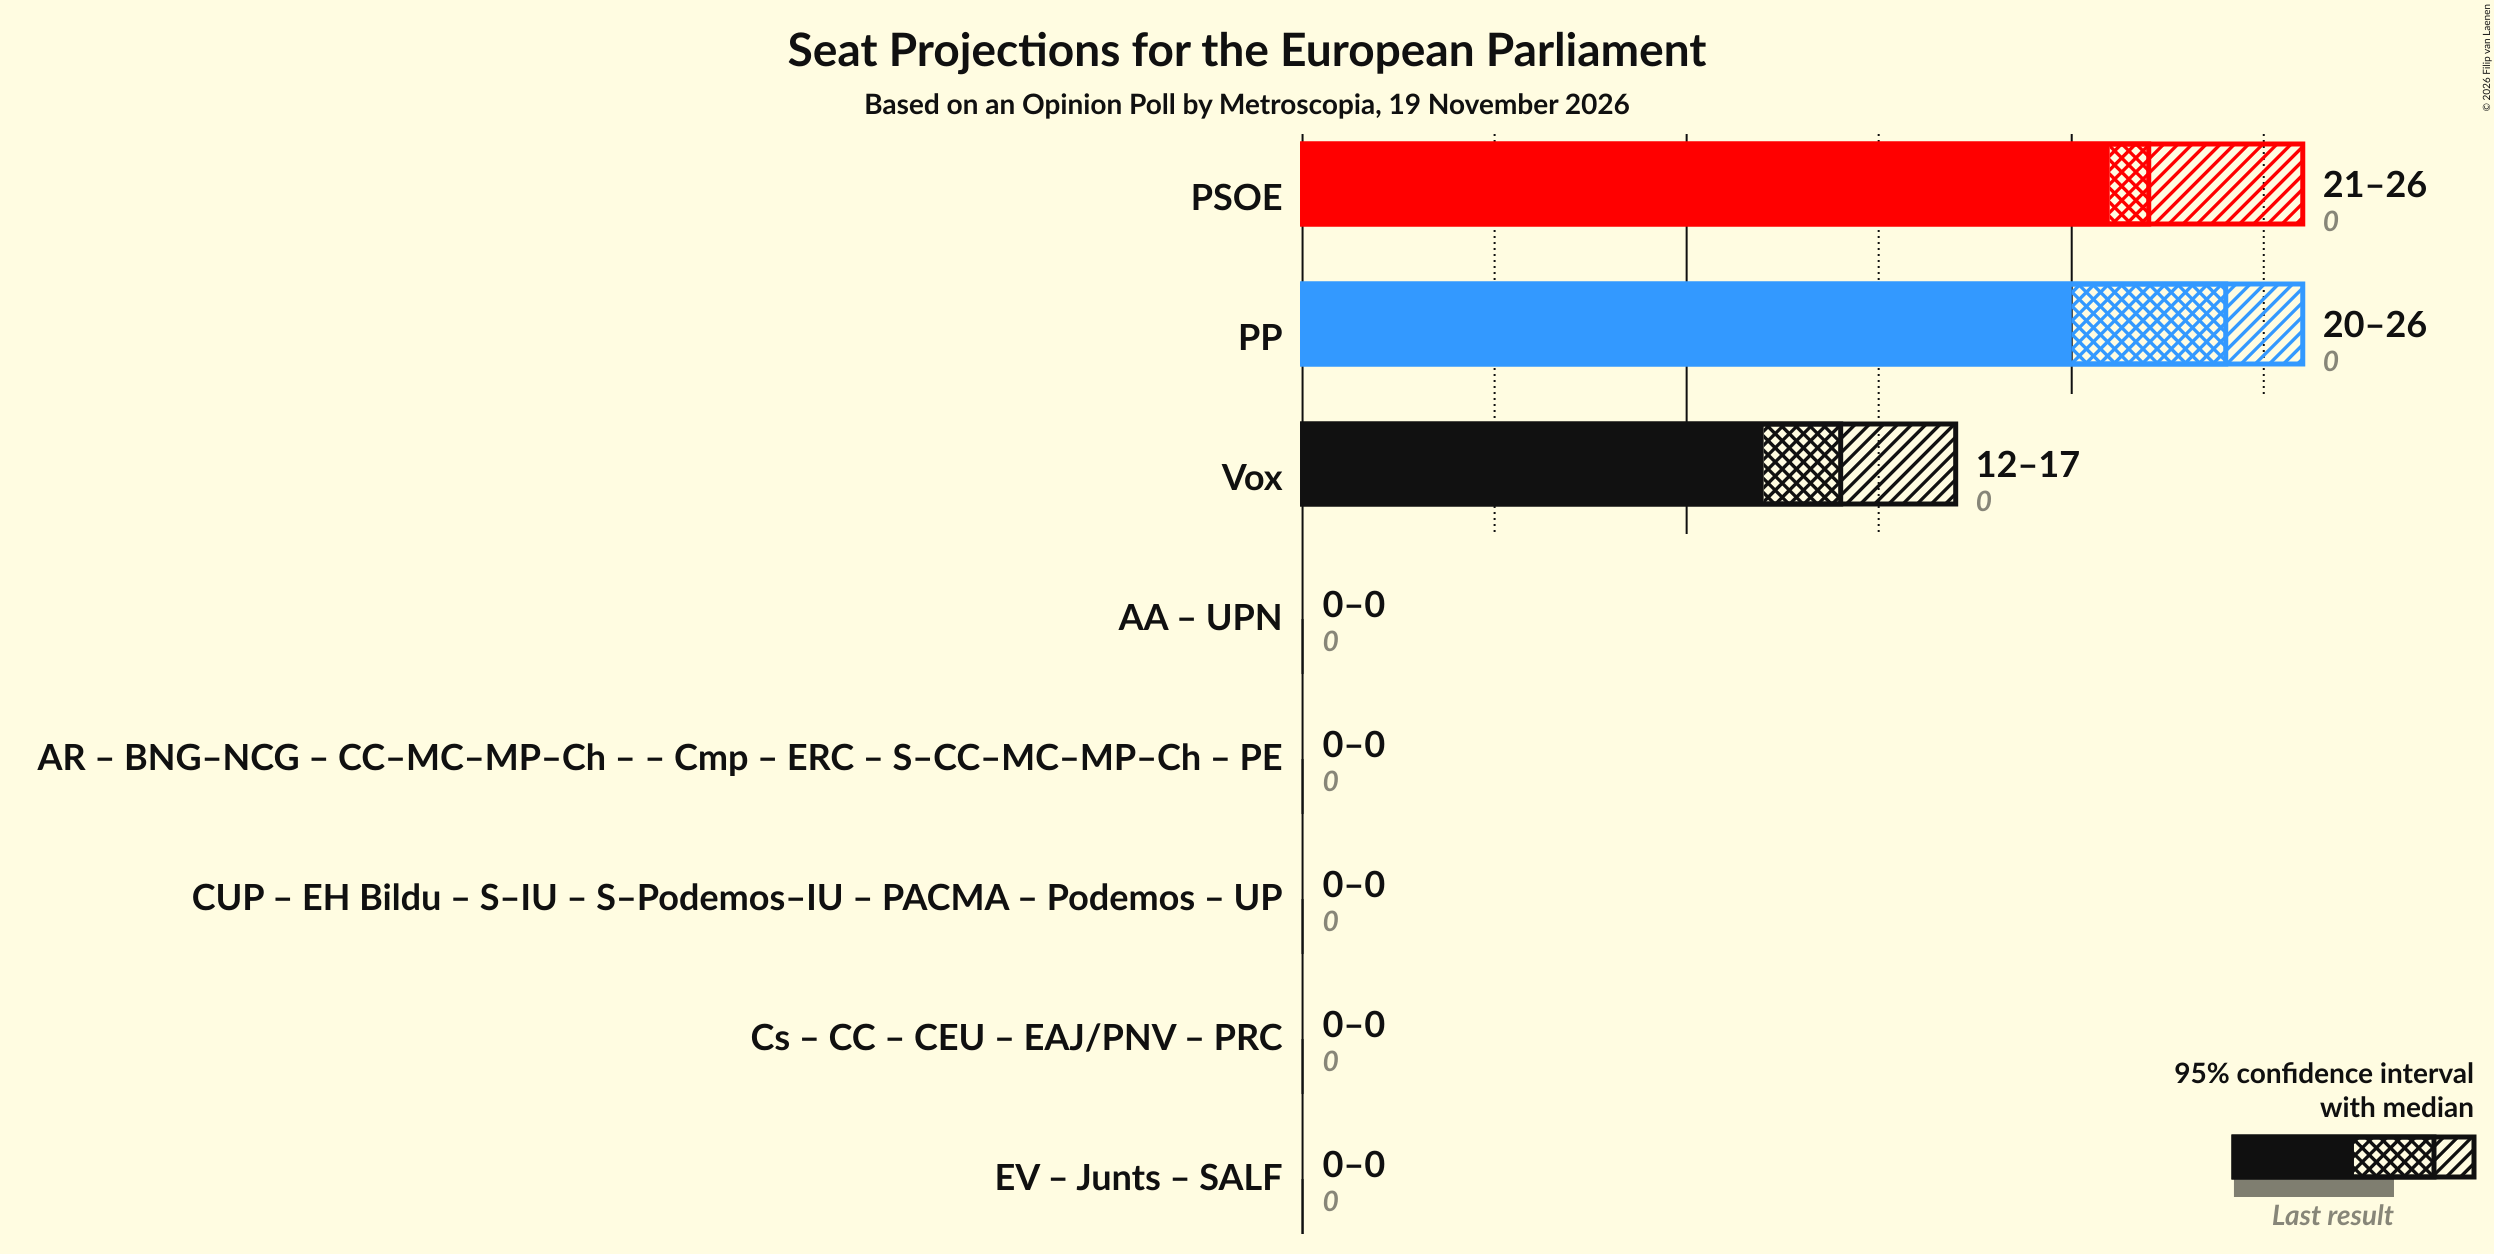 Seat Projections for the European Parliament
Based on an Opinion Poll by Metroscopia, 19 November 2026
© 2026 Filip van Laenen
PSOE
21–26
0
PP
20–26
0
Vox
12–17
0
AA – UPN
0–0
0
AR – BNG–NCG – CC–MC–MP–Ch – – Cmp – ERC – S–CC–MC–MP–Ch – PE
0–0
0
CUP – EH Bildu – S–IU – S–Podemos–IU – PACMA – Podemos – UP
0–0
0
Cs – CC – CEU – EAJ/PNV – PRC
0–0
0
EV – Junts – SALF
0–0
0
95% confidence interval
with median
Last result